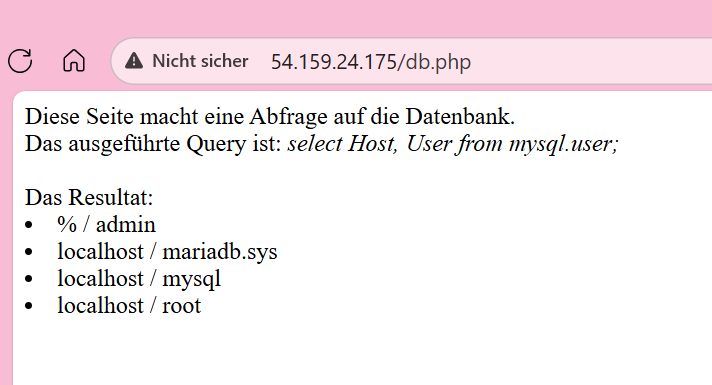 Nicht sicher 54.159.24.175/db.php
Diese Seite macht eine Abfrage auf die Datenbank.
Das ausgeführte Query ist: select Host, User from mysql.user;
Das Resultat:
• % / admin
• localhost / mariadb.sys
• localhost / mysql
• localhost / root